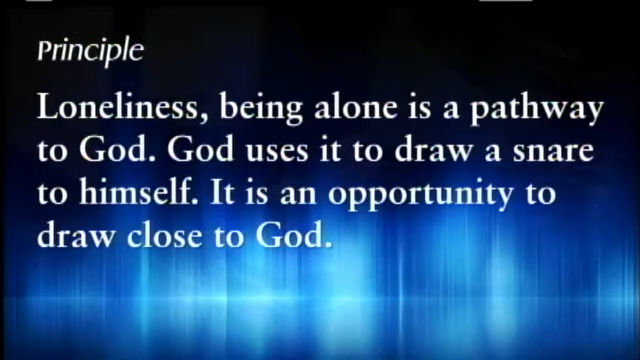 Principle
Loneliness, being alone is a pathway
to God. God uses it to draw a snare
to himself. It is an opportunity to
draw close to God.